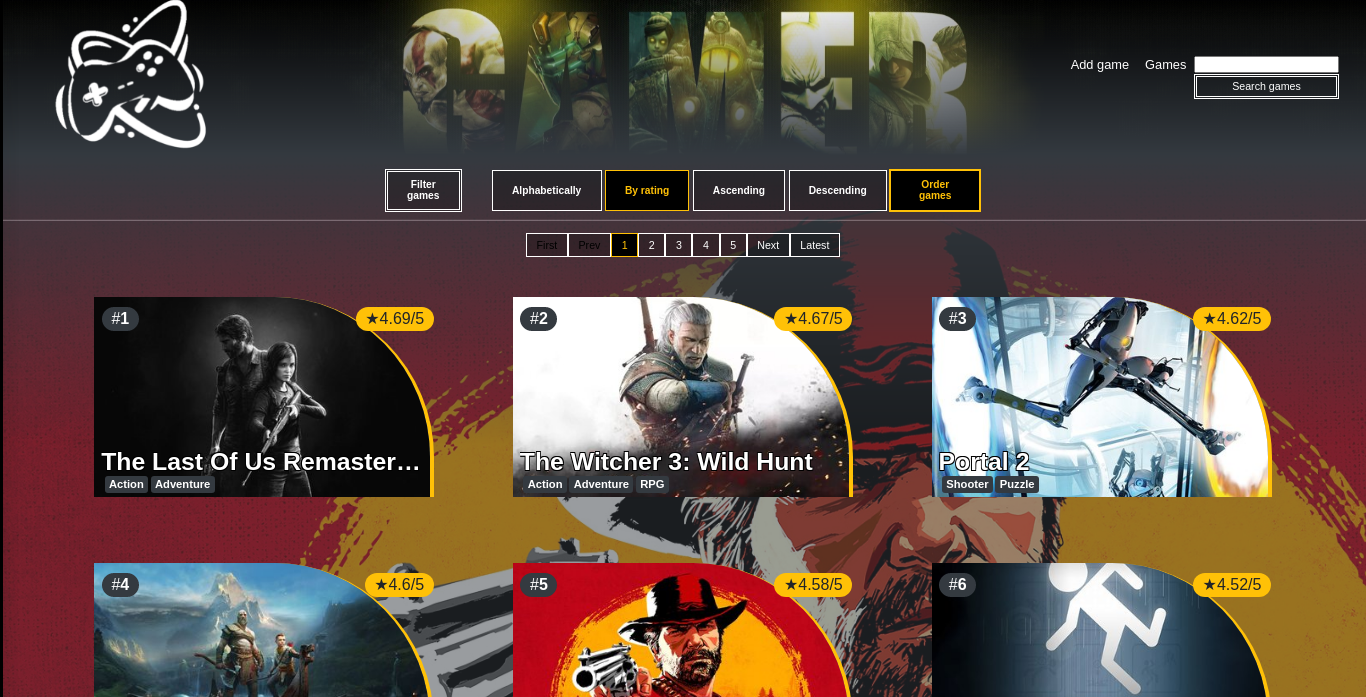 GAMER
Add game Games
Search games
Filter
games
Alphabetically By rating Ascending Descending
Order
games
First Prev 1 2 3 4 5 Next Latest
#1 ★4.69/5
The Last Of Us Remaster…
Action Adventure
#2 ★4.67/5
The Witcher 3: Wild Hunt
Action Adventure RPG
#3 ★4.62/5
Portal 2
Shooter Puzzle
#4 ★4.6/5
#5 ★4.58/5
#6 ★4.52/5